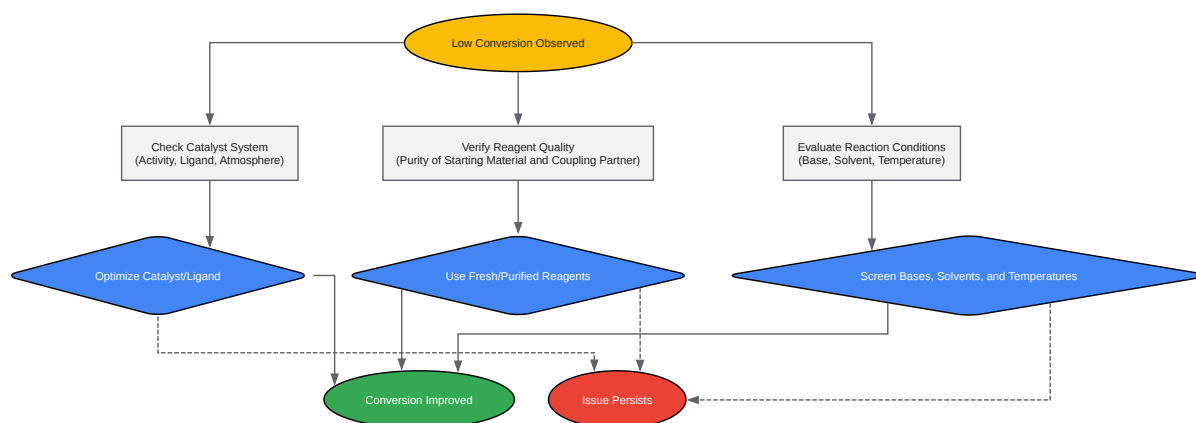 Low Conversion Observed
Check Catalyst System
(Activity, Ligand, Atmosphere)
Verify Reagent Quality
(Purity of Starting Material and Coupling Partner)
Evaluate Reaction Conditions
(Base, Solvent, Temperature)
Optimize Catalyst/Ligand
Use Fresh/Purified Reagents
Screen Bases, Solvents, and Temperatures
Conversion Improved
Issue Persists